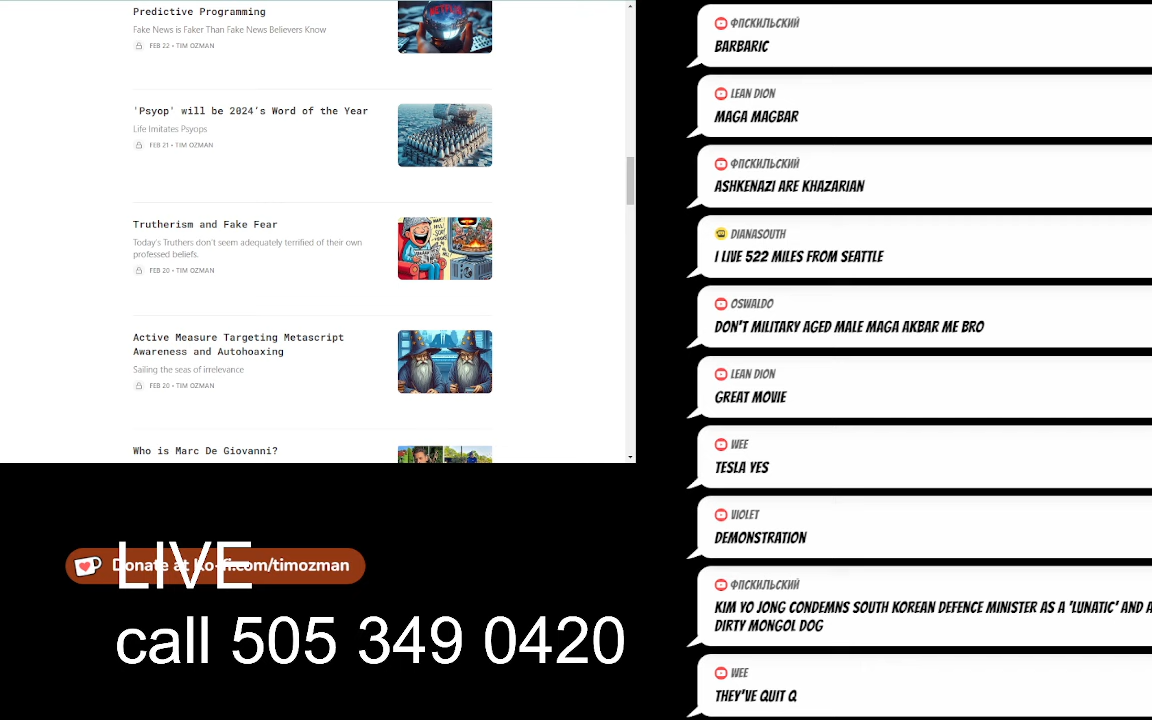 Predictive Programming
Fake News is Faker Than Fake News Believers Know
FEB 22 • TIM OZMAN
'Psyop' will be 2024's Word of the Year
Life Imitates Psyops
FEB 21 • TIM OZMAN
Trutherism and Fake Fear
Today's Truthers don't seem adequately terrified of their own
professed beliefs.
FEB 20 • TIM OZMAN
Active Measure Targeting Metascript
Awareness and Autohoaxing
Sailing the seas of irrelevance
FEB 20 • TIM OZMAN
Who is Marc De Giovanni?
NETFLIX
LIVE
Donate at ko-fi.com/timozman
call 505 349 0420
ФПСКИЛЬСКИЙ
BARBARIC
LEAN DION
MAGA MAGBAR
ФПСКИЛЬСКИЙ
ASHKENAZI ARE KHAZARIAN
DIANASOUTH
I LIVE 522 MILES FROM SEATTLE
OSWALDO
DON'T MILITARY AGED MALE MAGA AKBAR ME BRO
LEAN DION
GREAT MOVIE
WEE
TESLA YES
VIOLET
DEMONSTRATION
ФПСКИЛЬСКИЙ
KIM YO JONG CONDEMNS SOUTH KOREAN DEFENCE MINISTER AS A 'LUNATIC' AND A
DIRTY MONGOL DOG
WEE
THEY'VE QUIT Q